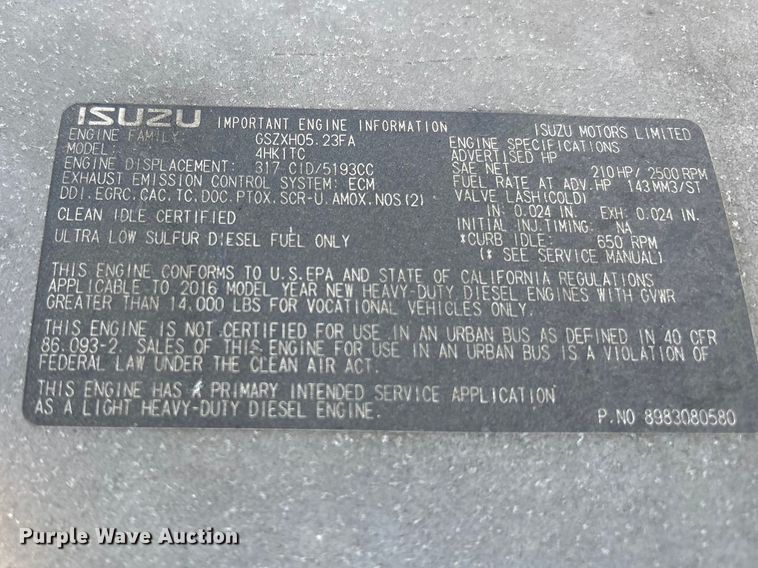 ISUZU IMPORTANT ENGINE INFORMATION ISUZU MOTORS LIMITED
ENGINE FAMILY: GSZXH05.23FA
MODEL: 4HK1TC
ENGINE DISPLACEMENT: 317 CID/5193CC
EXHAUST EMISSION CONTROL SYSTEM: ECM
DDI.EGRC.CAC.TC.DOC.PTOX.SCR-U.AMOX.NOS(2)
CLEAN IDLE CERTIFIED
ULTRA LOW SULFUR DIESEL FUEL ONLY
ENGINE SPECIFICATIONS
ADVERTISED HP
SAE NET 210 HP/ 2500 RPM
FUEL RATE AT ADV.HP 143 MM3/ST
VALVE LASH(COLD)
IN: 0.024 IN. EXH: 0.024 IN.
INITIAL INJ.TIMING: NA
*CURB IDLE: 650 RPM
(* SEE SERVICE MANUAL)
THIS ENGINE CONFORMS TO U.S.EPA AND STATE OF CALIFORNIA REGULATIONS
APPLICABLE TO 2016 MODEL YEAR NEW HEAVY-DUTY DIESEL ENGINES WITH GVWR
GREATER THAN 14,000 LBS FOR VOCATIONAL VEHICLES ONLY.
THIS ENGINE IS NOT CERTIFIED FOR USE IN AN URBAN BUS AS DEFINED IN 40 CFR
86.093-2. SALES OF THIS ENGINE FOR USE IN AN URBAN BUS IS A VIOLATION OF
FEDERAL LAW UNDER THE CLEAN AIR ACT.
THIS ENGINE HAS A PRIMARY INTENDED SERVICE APPLICATION
AS A LIGHT HEAVY-DUTY DIESEL ENGINE.
P.NO 8983080580
Purple Wave Auction